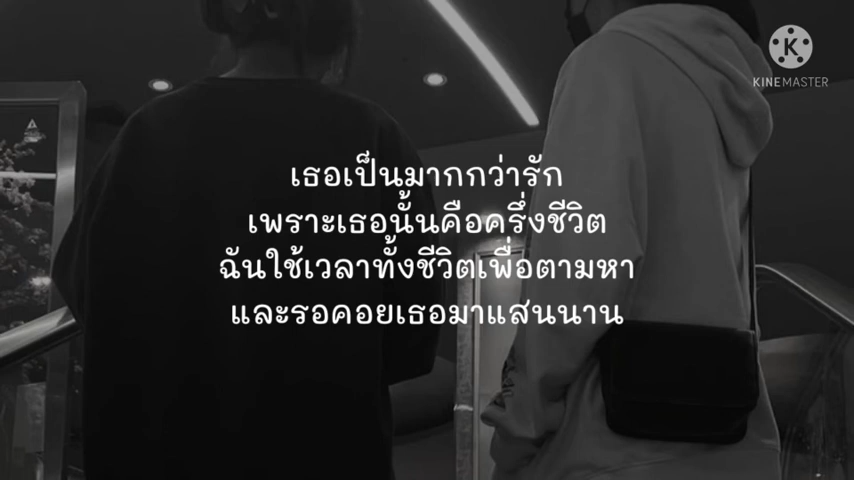 KINEMASTER
เธอเป็นมากกว่ารัก
เพราะเธอนั้นคือครึ่งชีวิต
ฉันใช้เวลาทั้งชีวิตเพื่อตามหา
และรอคอยเธอมาแสนนาน